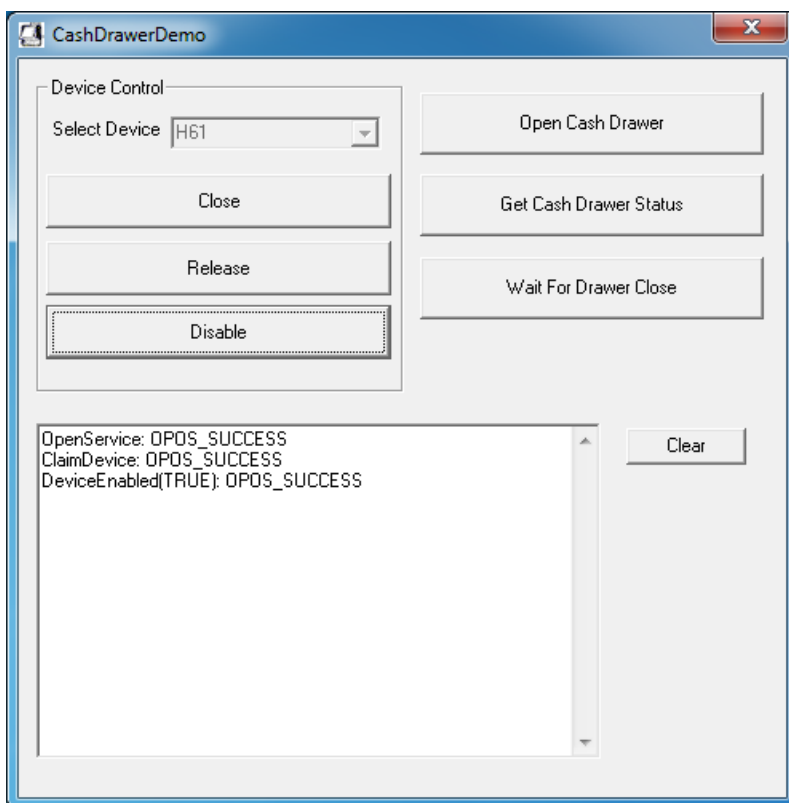 CashDrawerDemo
Device Control
Select Device H61
Close
Release
Disable
Open Cash Drawer
Get Cash Drawer Status
Wait For Drawer Close
OpenService: OPOS_SUCCESS
ClaimDevice: OPOS_SUCCESS
DeviceEnabled(TRUE): OPOS_SUCCESS
Clear